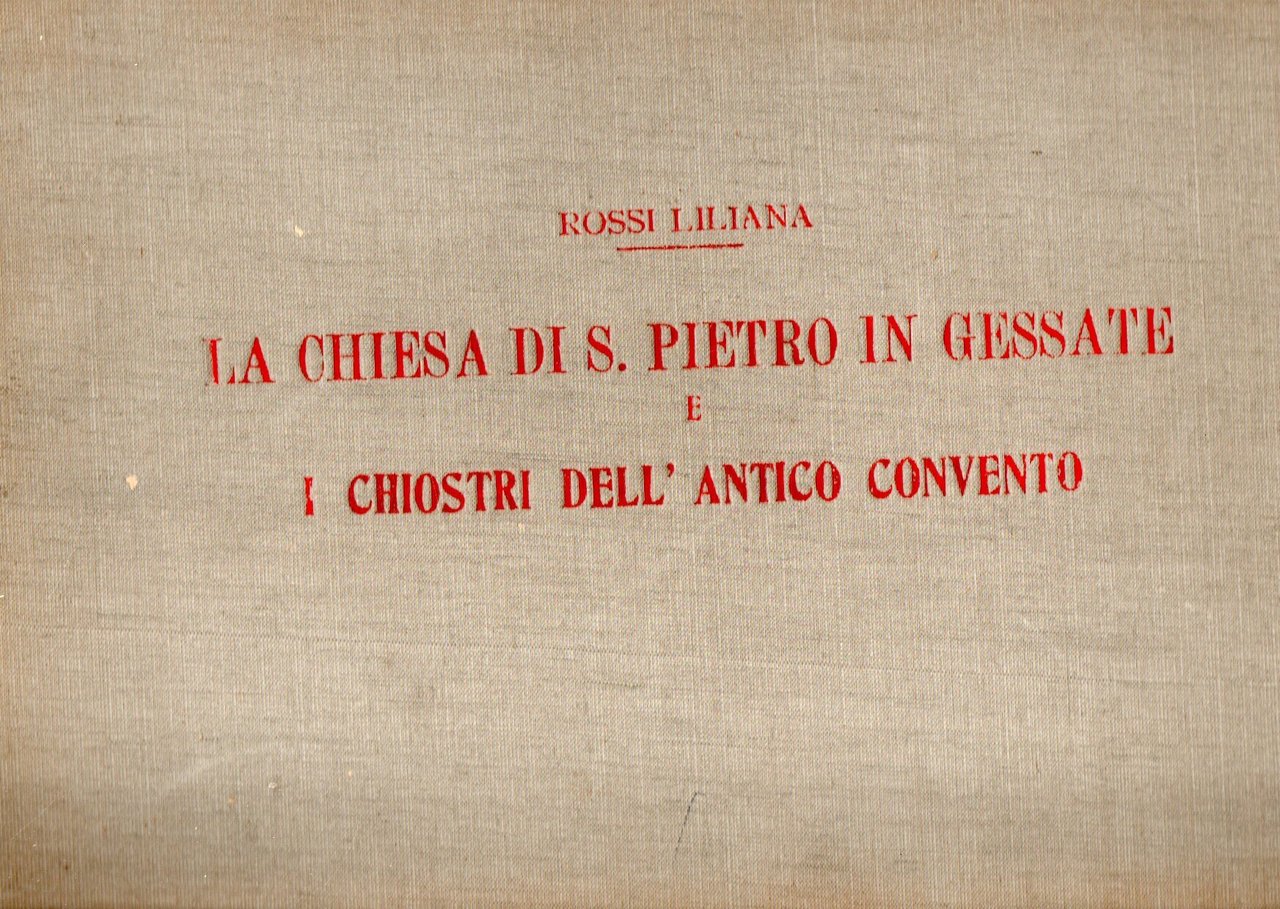 ROSSI LILIANA
LA CHIESA DI S. PIETRO IN GESSATE
E
I CHIOSTRI DELL' ANTICO CONVENTO